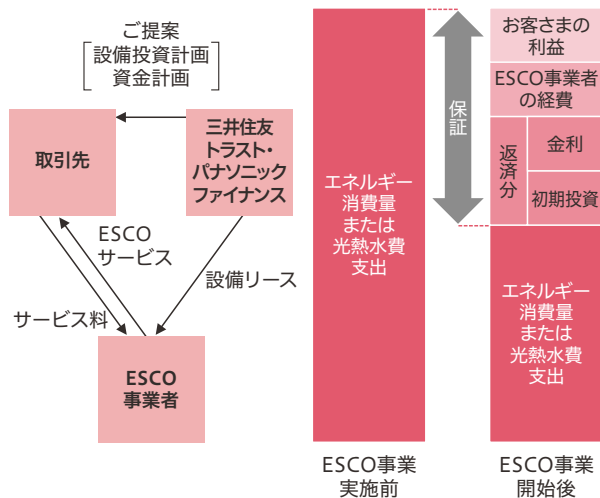 ご提案
設備投資計画
資金計画
取引先
三井住友
トラスト・
パナソニック
ファイナンス
ESCO
サービス
設備リース
サービス料
ESCO
事業者
エネルギー
消費量
または
光熱水費
支出
ESCO事業
実施前
保証
お客さまの
利益
ESCO事業者
の経費
返済分
金利
初期投資
エネルギー
消費量
または
光熱水費
支出
ESCO事業
開始後